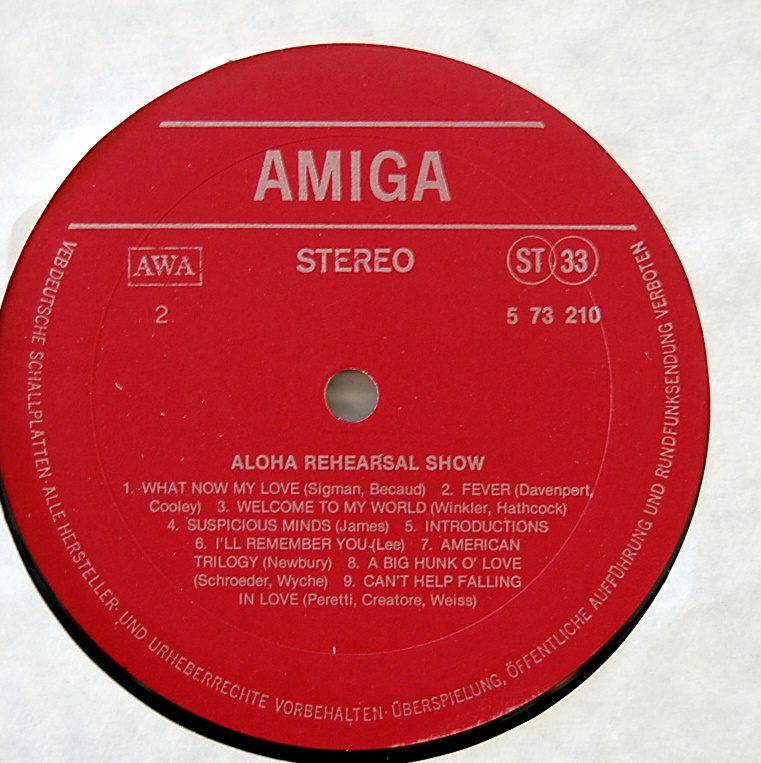 AMIGA
AWA STEREO ST 33
2 5 73 210
ALOHA REHEARSAL SHOW
1. WHAT NOW MY LOVE (Sigman, Becaud) 2. FEVER (Davenport,
Cooley) 3. WELCOME TO MY WORLD (Winkler, Hathcock)
4. SUSPICIOUS MINDS (James) 5. INTRODUCTIONS
6. I'LL REMEMBER YOU (Lee) 7. AMERICAN
TRILOGY (Newbury) 8. A BIG HUNK O' LOVE
(Schroeder, Wyche) 9. CAN'T HELP FALLING
IN LOVE (Peretti, Creatore, Weiss)
VEB DEUTSCHE SCHALLPLATTEN · ALLE HERSTELLER- UND URHEBERRECHTE VORBEHALTEN · ÜBERSPIELUNG, ÖFFENTLICHE AUFFÜHRUNG UND RUNDFUNKSENDUNG VERBOTEN